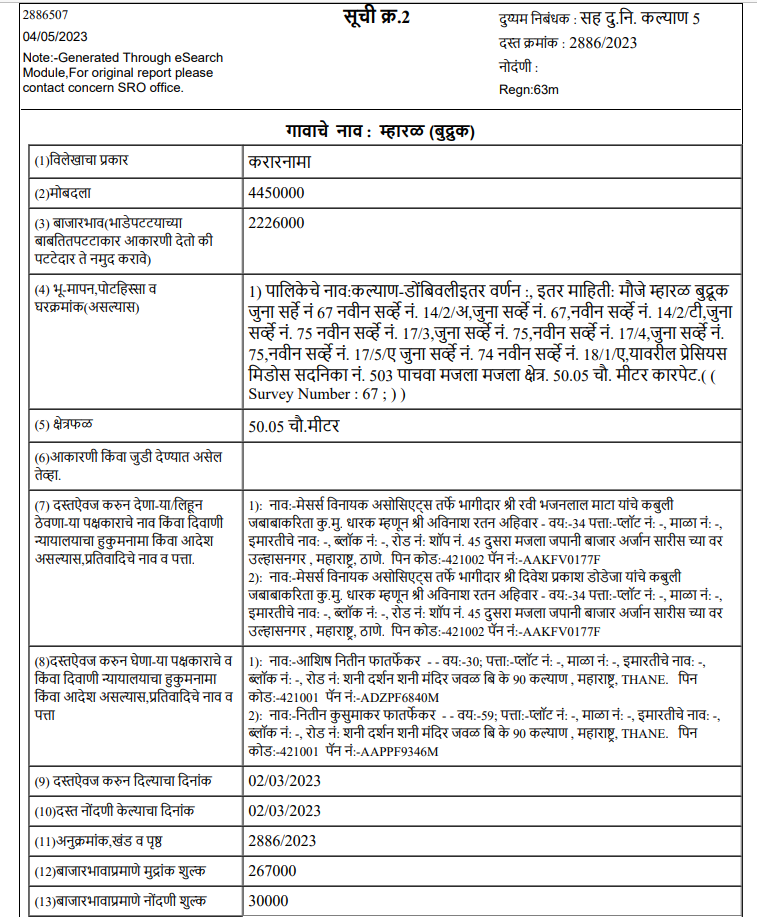 2886507
सूची क्र.2
दुय्यम निबंधक : सह दु.नि. कल्याण 5
04/05/2023
दस्त क्रमांक : 2886/2023
Note:-Generated Through eSearch
Module,For original report please
contact concern SRO office.
नोदंणी :
Regn:63m
गावाचे नाव : म्हारळ (बुद्रुक)
(1)विलेखाचा प्रकार
करारनामा
(2)मोबदला
4450000
(3) बाजारभाव(भाडेपटटयाच्या
बाबतितपटटाकार आकारणी देतो की
पटटेदार ते नमुद करावे)
2226000
(4) भू-मापन,पोटहिस्सा व
घरक्रमांक(असल्यास)
1) पालिकेचे नाव:कल्याण-डोंबिवलीइतर वर्णन :, इतर माहिती: मौजे म्हारळ बुद्रूक
जुना सर्हे नं 67 नवीन सर्व्हे नं. 14/2/अ,जुना सर्व्हे नं. 67,नवीन सर्व्हे नं. 14/2/टी,जुना
सर्व्हे नं. 75 नवीन सर्व्हे नं. 17/3,जुना सर्व्हे नं. 75,नवीन सर्व्हे नं. 17/4,जुना सर्व्हे नं.
75,नवीन सर्व्हे नं. 17/5/ए जुना सर्व्हे नं. 74 नवीन सर्व्हे नं. 18/1/ए,यावरील प्रेसियस
मिडोस सदनिका नं. 503 पाचवा मजला मजला क्षेत्र. 50.05 चौ. मीटर कारपेट.( (
Survey Number : 67 ; ) )
(5) क्षेत्रफळ
50.05 चौ.मीटर
(6)आकारणी किंवा जुडी देण्यात असेल
तेव्हा.
(7) दस्तऐवज करुन देणा-या/लिहून
ठेवणा-या पक्षकाराचे नाव किंवा दिवाणी
न्यायालयाचा हुकुमनामा किंवा आदेश
असल्यास,प्रतिवादिचे नाव व पत्ता.
1): नाव:-मेसर्स विनायक असोसिएट्स तर्फे भागीदार श्री रवी भजनलाल माटा यांचे कबुली
जबाबाकरिता कु.मु. धारक म्हणून श्री अविनाश रतन अहिवार - वय:-34 पत्ता:-प्लॉट नं: -, माळा नं: -,
इमारतीचे नाव: -, ब्लॉक नं: -, रोड नं: शॉप नं. 45 दुसरा मजला जपानी बाजार अर्जान सारीस च्या वर
उल्हासनगर , महाराष्ट्र, ठाणे. पिन कोड:-421002 पॅन नं:-AAKFV0177F
2): नाव:-मेसर्स विनायक असोसिएट्स तर्फे भागीदार श्री दिवेश प्रकाश डोडेजा यांचे कबुली
जबाबाकरिता कु.मु. धारक म्हणून श्री अविनाश रतन अहिवार - वय:-34 पत्ता:-प्लॉट नं: -, माळा नं: -,
इमारतीचे नाव: -, ब्लॉक नं: -, रोड नं: शॉप नं. 45 दुसरा मजला जपानी बाजार अर्जान सारीस च्या वर
उल्हासनगर , महाराष्ट्र, ठाणे. पिन कोड:-421002 पॅन नं:-AAKFV0177F
(8)दस्तऐवज करुन घेणा-या पक्षकाराचे व
किंवा दिवाणी न्यायालयाचा हुकुमनामा
किंवा आदेश असल्यास,प्रतिवादिचे नाव व
पत्ता
1): नाव:-आशिष नितीन फातर्फेकर - - वय:-30; पत्ता:-प्लॉट नं: -, माळा नं: -, इमारतीचे नाव: -,
ब्लॉक नं: -, रोड नं: शनी दर्शन शनी मंदिर जवळ बि के 90 कल्याण , महाराष्ट्र, THANE. पिन
कोड:-421001 पॅन नं:-ADZPF6840M
2): नाव:-नितीन कुसुमाकर फातर्फेकर - - वय:-59; पत्ता:-प्लॉट नं: -, माळा नं: -, इमारतीचे नाव: -,
ब्लॉक नं: -, रोड नं: शनी दर्शन शनी मंदिर जवळ बि के 90 कल्याण , महाराष्ट्र, THANE. पिन
कोड:-421001 पॅन नं:-AAPPF9346M
(9) दस्तऐवज करुन दिल्याचा दिनांक
02/03/2023
(10)दस्त नोंदणी केल्याचा दिनांक
02/03/2023
(11)अनुक्रमांक,खंड व पृष्ठ
2886/2023
(12)बाजारभावाप्रमाणे मुद्रांक शुल्क
267000
(13)बाजारभावाप्रमाणे नोंदणी शुल्क
30000